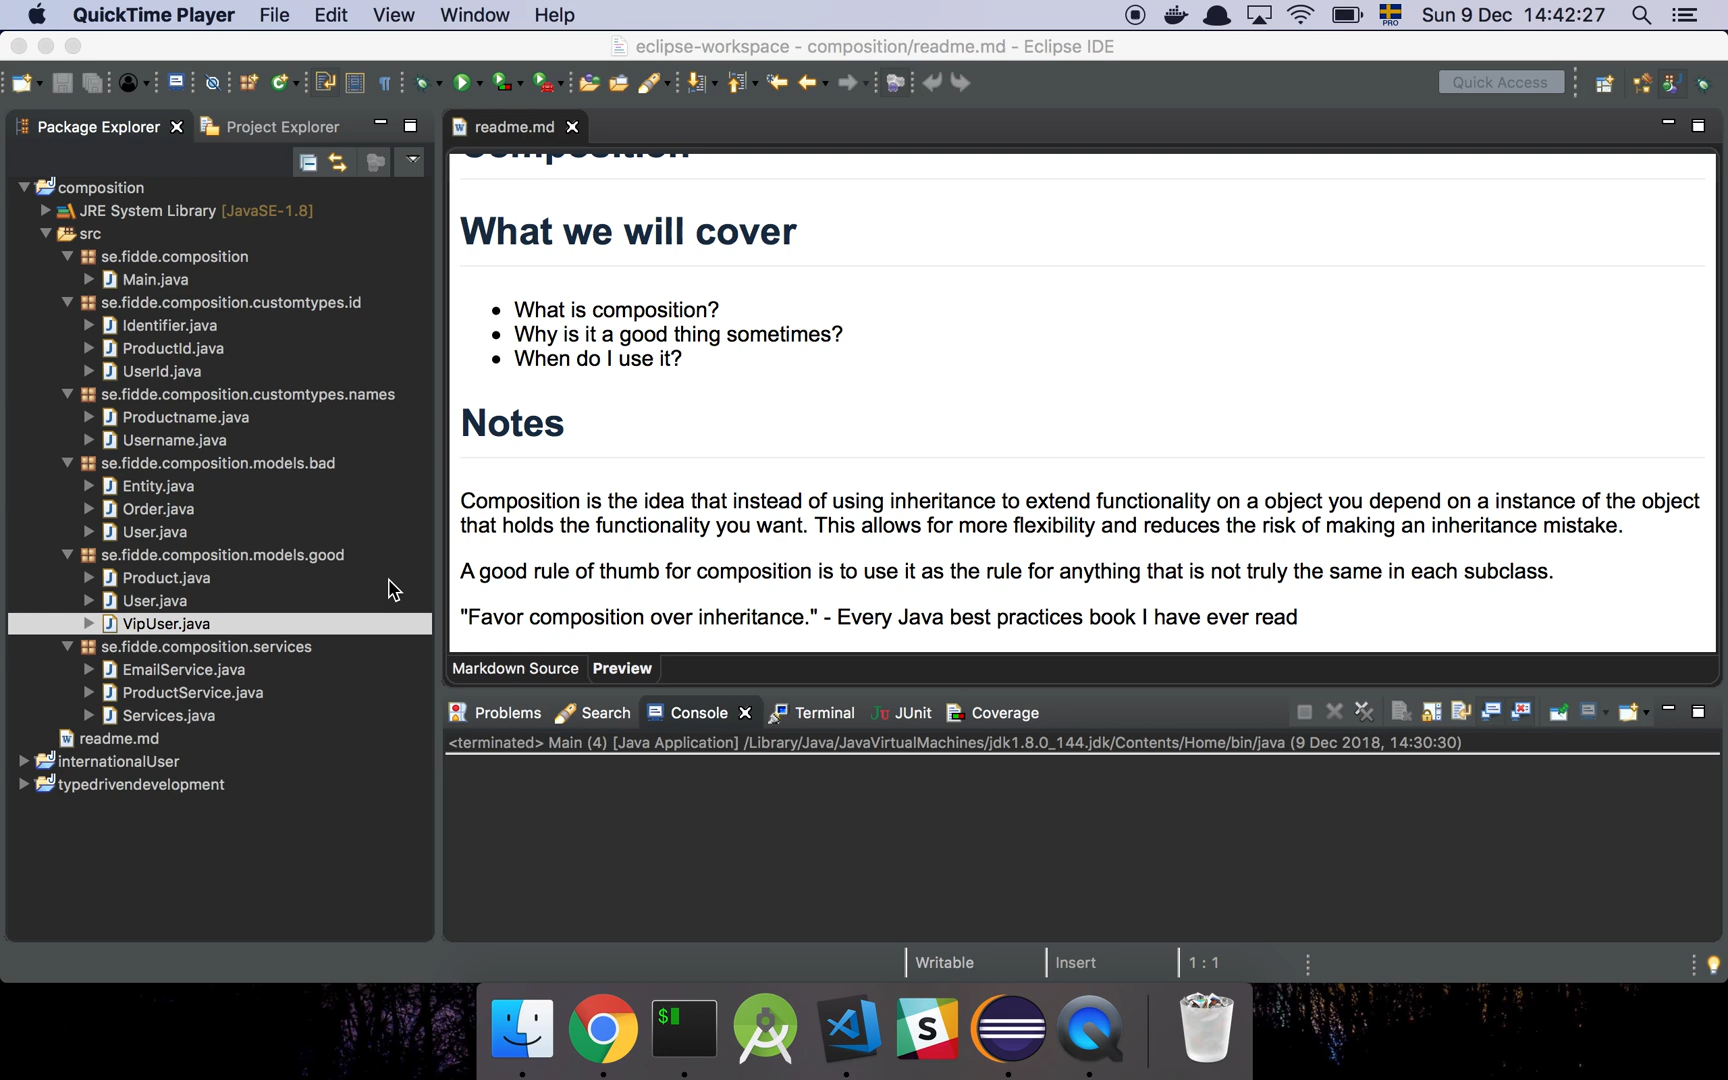 QuickTime Player File Edit View Window Help
PRO Sun 9 Dec 14:42:27
eclipse-workspace - composition/readme.md - Eclipse IDE
Quick Access
Package Explorer
Project Explorer
composition
JRE System Library [JavaSE-1.8]
src
se.fidde.composition
Main.java
se.fidde.composition.customtypes.id
Identifier.java
ProductId.java
UserId.java
se.fidde.composition.customtypes.names
Productname.java
Username.java
se.fidde.composition.models.bad
Entity.java
Order.java
User.java
se.fidde.composition.models.good
Product.java
User.java
VipUser.java
se.fidde.composition.services
EmailService.java
ProductService.java
Services.java
readme.md
internationalUser
typedrivendevelopment
readme.md
Composition
What we will cover
What is composition?
Why is it a good thing sometimes?
When do I use it?
Notes
Composition is the idea that instead of using inheritance to extend functionality on a object you depend on a instance of the object
that holds the functionality you want. This allows for more flexibility and reduces the risk of making an inheritance mistake.
A good rule of thumb for composition is to use it as the rule for anything that is not truly the same in each subclass.
"Favor composition over inheritance." - Every Java best practices book I have ever read
Markdown Source Preview
Problems Search Console Terminal JUnit Coverage
<terminated> Main (4) [Java Application] /Library/Java/JavaVirtualMachines/jdk1.8.0_144.jdk/Contents/Home/bin/java (9 Dec 2018, 14:30:30)
Writable Insert 1 : 1